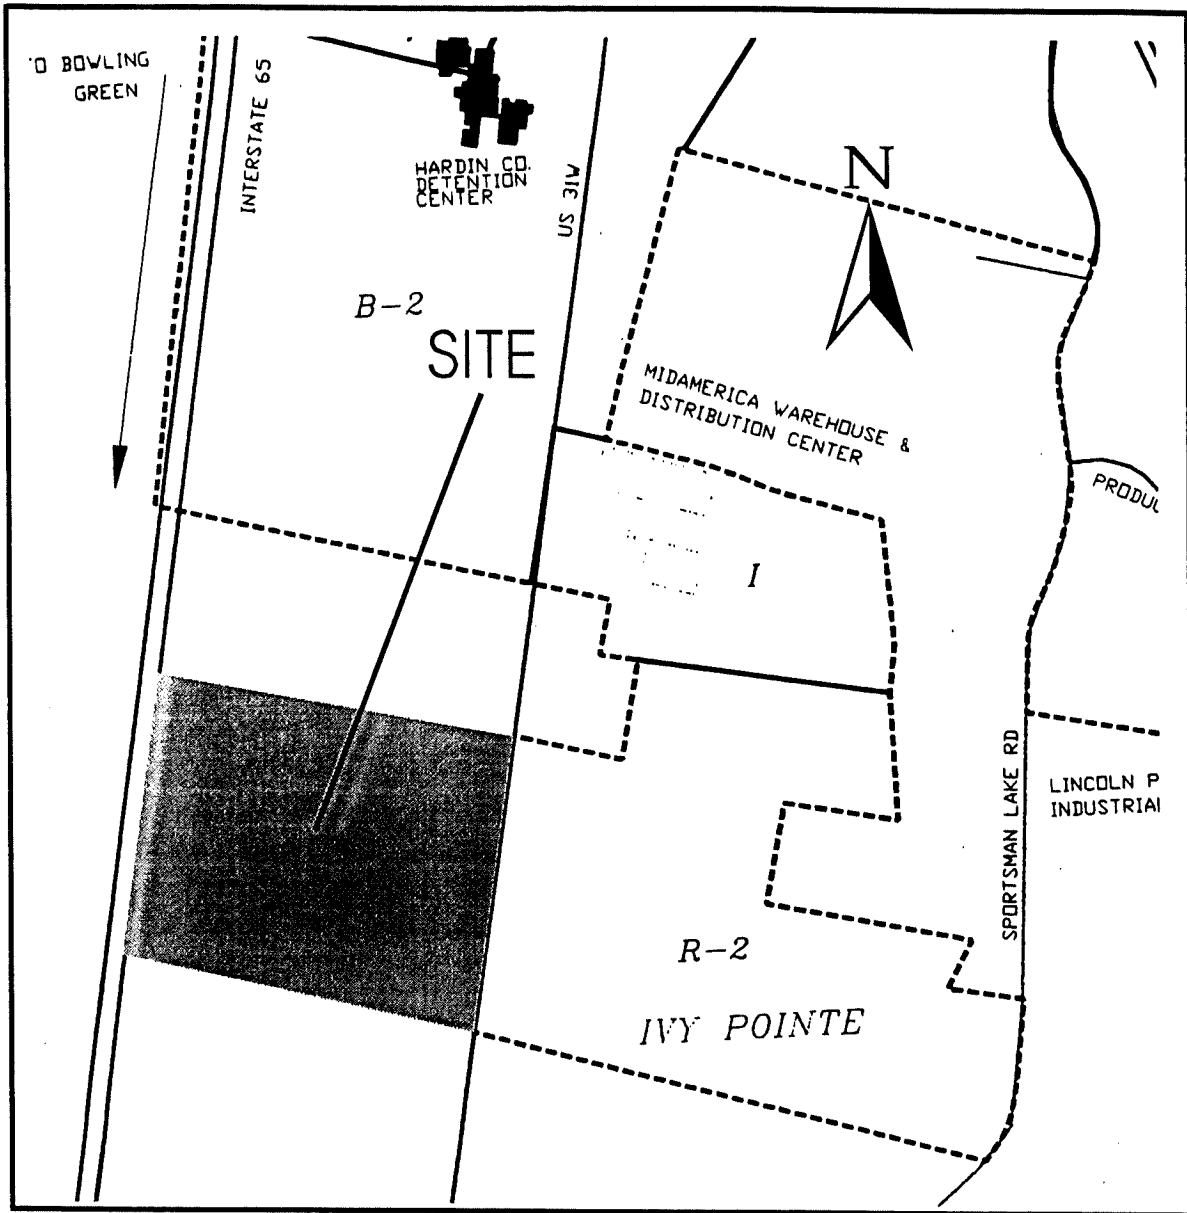 'O BOWLING
GREEN
INTERSTATE 65
HARDIN CO.
DETENTION
CENTER
US 31W
N
B-2
SITE
MIDAMERICA WAREHOUSE &
DISTRIBUTION CENTER
PRODU
I
SPORTSMAN LAKE RD
LINCOLN P
INDUSTRIAI
R-2
IVY POINTE